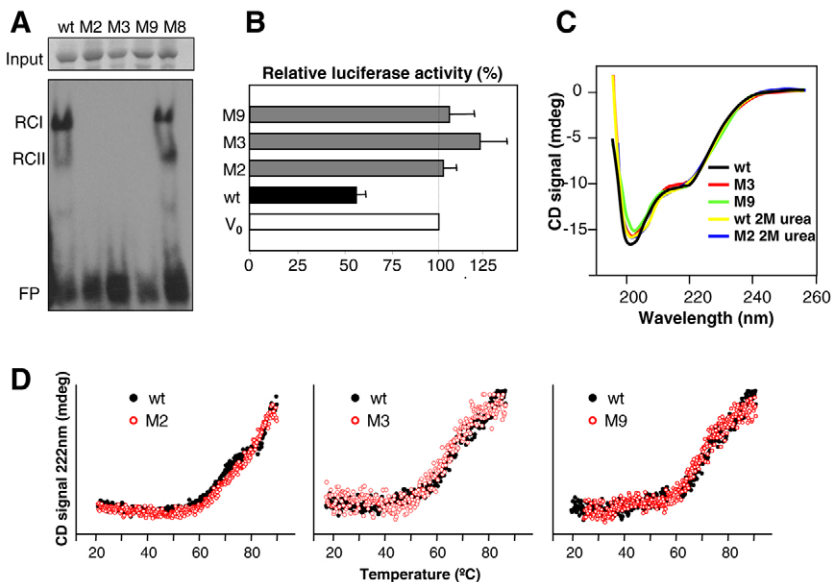 A
wt M2 M3 M9 M8
Input
RCI
RCII
FP
B
Relative luciferase activity (%)
M9
M3
M2
wt
V₀
0 25 50 75 100 125
C
CD signal (mdeg)
0
-5
-10
-15
wt
M3
M9
wt 2M urea
M2 2M urea
200 220 240 260
Wavelength (nm)
D
CD signal 222nm (mdeg)
wt
M2
20 40 60 80
wt
M3
20 40 60 80
wt
M9
20 40 60 80
Temperature (ºC)